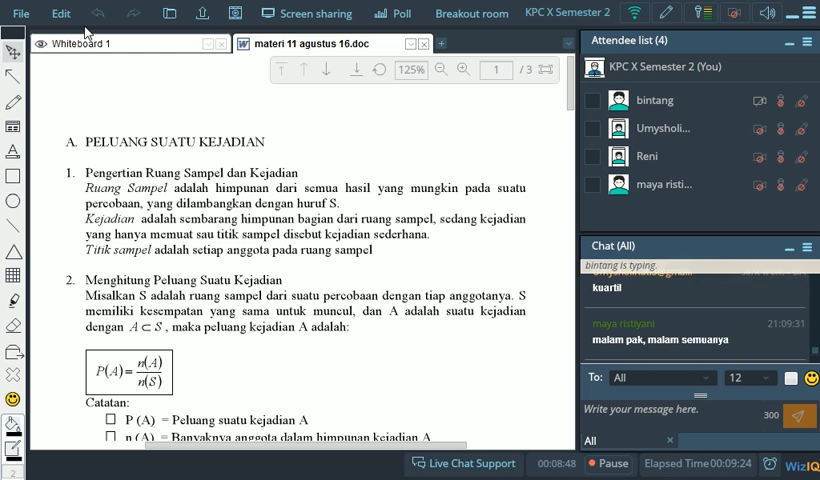 File Edit Screen sharing Poll Breakout room KPC X Semester 2
Whiteboard 1
materi 11 agustus 16.doc
125% 1 / 3
A. PELUANG SUATU KEJADIAN
1. Pengertian Ruang Sampel dan Kejadian
Ruang Sampel adalah himpunan dari semua hasil yang mungkin pada suatu
percobaan, yang dilambangkan dengan huruf S.
Kejadian adalah sembarang himpunan bagian dari ruang sampel, sedang kejadian
yang hanya memuat sau titik sampel disebut kejadian sederhana.
Titik sampel adalah setiap anggota pada ruang sampel
2. Menghitung Peluang Suatu Kejadian
Misalkan S adalah ruang sampel dari suatu percobaan dengan tiap anggotanya. S
memiliki kesempatan yang sama untuk muncul, dan A adalah suatu kejadian
dengan A ⊂ S , maka peluang kejadian A adalah:
P(A)= n(A)
n(S)
Catatan:
☐ P (A) = Peluang suatu kejadian A
☐ n (A) = Banyaknya anggota dalam himpunan kejadian A
Attendee list (4)
KPC X Semester 2 (You)
bintang
Umysholi...
Reni
maya risti...
Chat (All)
bintang is typing.
kuartil
maya ristiyani 21:09:31
malam pak, malam semuanya
To: All 12
Write your message here. 300
All
Live Chat Support 00:08:48 Pause Elapsed Time 00:09:24 WizIQ
2